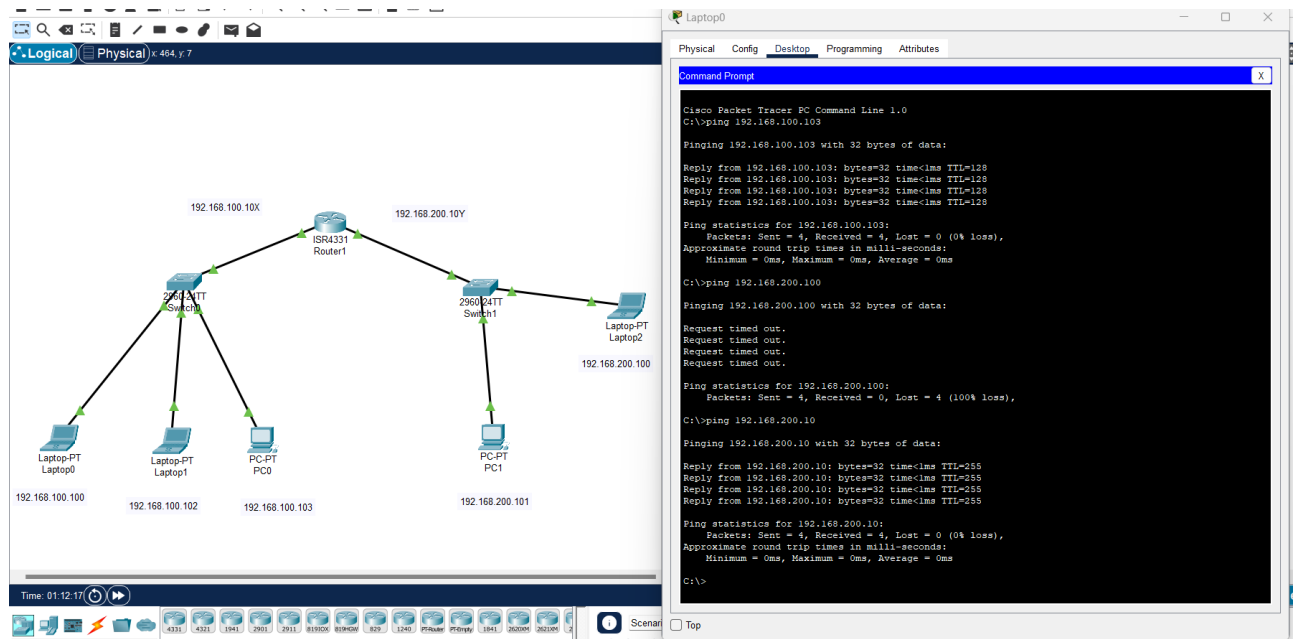 Logical
Physical
x: 464, y: 7
192.168.100.10X
192.168.200.10Y
ISR4331
Router1
2960-24TT
Switch0
2960-24TT
Switch1
Laptop-PT
Laptop2
192.168.200.100
Laptop-PT
Laptop0
Laptop-PT
Laptop1
PC-PT
PC0
PC-PT
PC1
192.168.100.100
192.168.100.102
192.168.100.103
192.168.200.101
Time: 01:12:17
4331 4321 1941 2901 2911 819IOX 819HGW 829 1240 PT-Router PT-Empty 1841 2620XM 2621XM
Scenari
Laptop0
Physical Config Desktop Programming Attributes
Command Prompt
X
Cisco Packet Tracer PC Command Line 1.0
C:\>ping 192.168.100.103
Pinging 192.168.100.103 with 32 bytes of data:
Reply from 192.168.100.103: bytes=32 time<1ms TTL=128
Reply from 192.168.100.103: bytes=32 time<1ms TTL=128
Reply from 192.168.100.103: bytes=32 time<1ms TTL=128
Reply from 192.168.100.103: bytes=32 time<1ms TTL=128
Ping statistics for 192.168.100.103:
Packets: Sent = 4, Received = 4, Lost = 0 (0% loss),
Approximate round trip times in milli-seconds:
Minimum = 0ms, Maximum = 0ms, Average = 0ms
C:\>ping 192.168.200.100
Pinging 192.168.200.100 with 32 bytes of data:
Request timed out.
Request timed out.
Request timed out.
Request timed out.
Ping statistics for 192.168.200.100:
Packets: Sent = 4, Received = 0, Lost = 4 (100% loss),
C:\>ping 192.168.200.10
Pinging 192.168.200.10 with 32 bytes of data:
Reply from 192.168.200.10: bytes=32 time<1ms TTL=255
Reply from 192.168.200.10: bytes=32 time<1ms TTL=255
Reply from 192.168.200.10: bytes=32 time<1ms TTL=255
Reply from 192.168.200.10: bytes=32 time<1ms TTL=255
Ping statistics for 192.168.200.10:
Packets: Sent = 4, Received = 4, Lost = 0 (0% loss),
Approximate round trip times in milli-seconds:
Minimum = 0ms, Maximum = 0ms, Average = 0ms
C:\>
Top